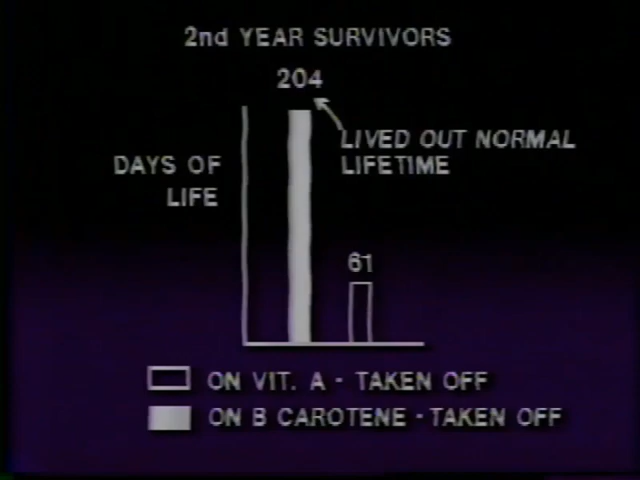 2nd YEAR SURVIVORS
204
LIVED OUT NORMAL
LIFETIME
DAYS OF
LIFE
61
ON VIT. A - TAKEN OFF
ON B CAROTENE - TAKEN OFF